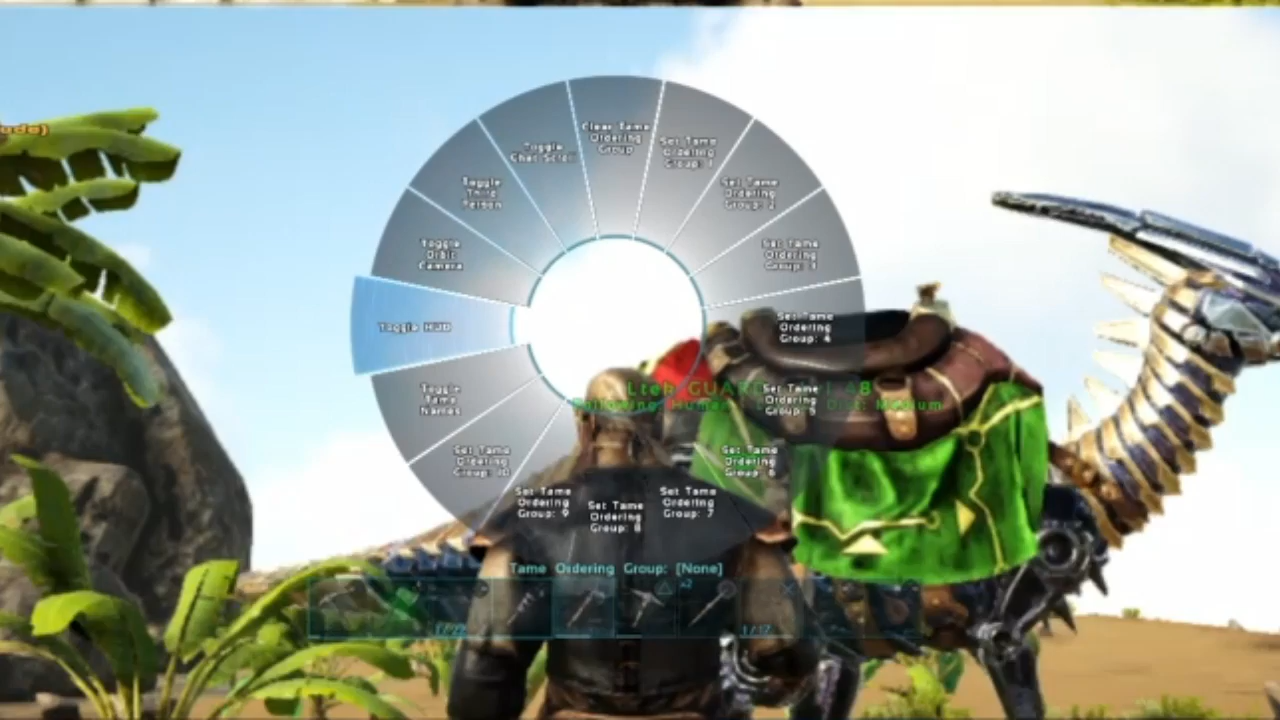 Clear Tame
Ordering
Group
Set Tame
Ordering
Group: 1
Set Tame
Ordering
Group: 2
Set Tame
Ordering
Group: 3
Set Tame
Ordering
Group: 4
Set Tame
Ordering
Group: 5
Set Tame
Ordering
Group: 6
Set Tame
Ordering
Group: 7
Set Tame
Ordering
Group: 8
Set Tame
Ordering
Group: 9
Set Tame
Ordering
Group: 10
Toggle
Tame
Names
Toggle HUD
Toggle
Orbit
Camera
Toggle
Third
Person
Toggle
Chat Scroll
Tame Ordering Group: [None]
x2